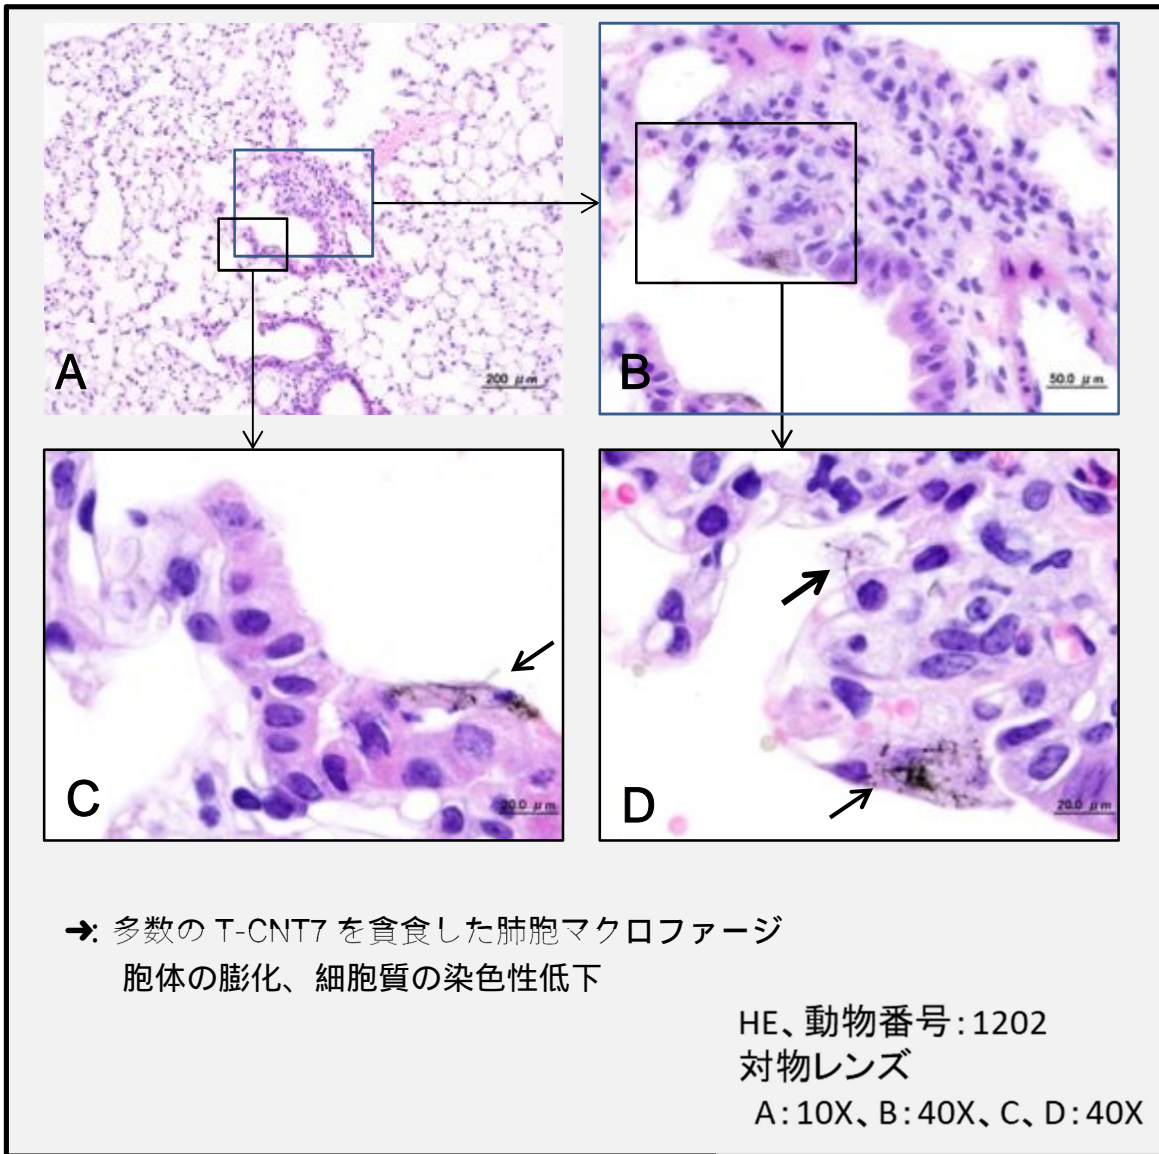 A
200 μm
B
50.0 μm
C
20.0 μm
D
20.0 μm
➔: 多数の T-CNT7 を貪食した肺胞マクロファージ
胞体の膨化、細胞質の染色性低下
HE、動物番号:1202
対物レンズ
A:10X、B:40X、C、D:40X